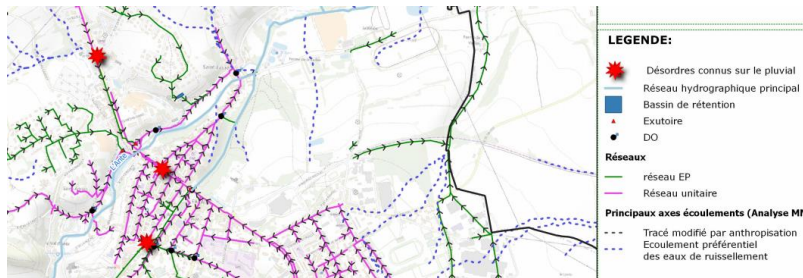 L'Ante
LEGENDE:
Désordres connus sur le pluvial
Réseau hydrographique principal
Bassin de rétention
Exutoire
DO
Réseaux
réseau EP
Réseau unitaire
Principaux axes écoulements (Analyse MN
Tracé modifié par anthropisation
Ecoulement préférentiel
des eaux de ruissellement